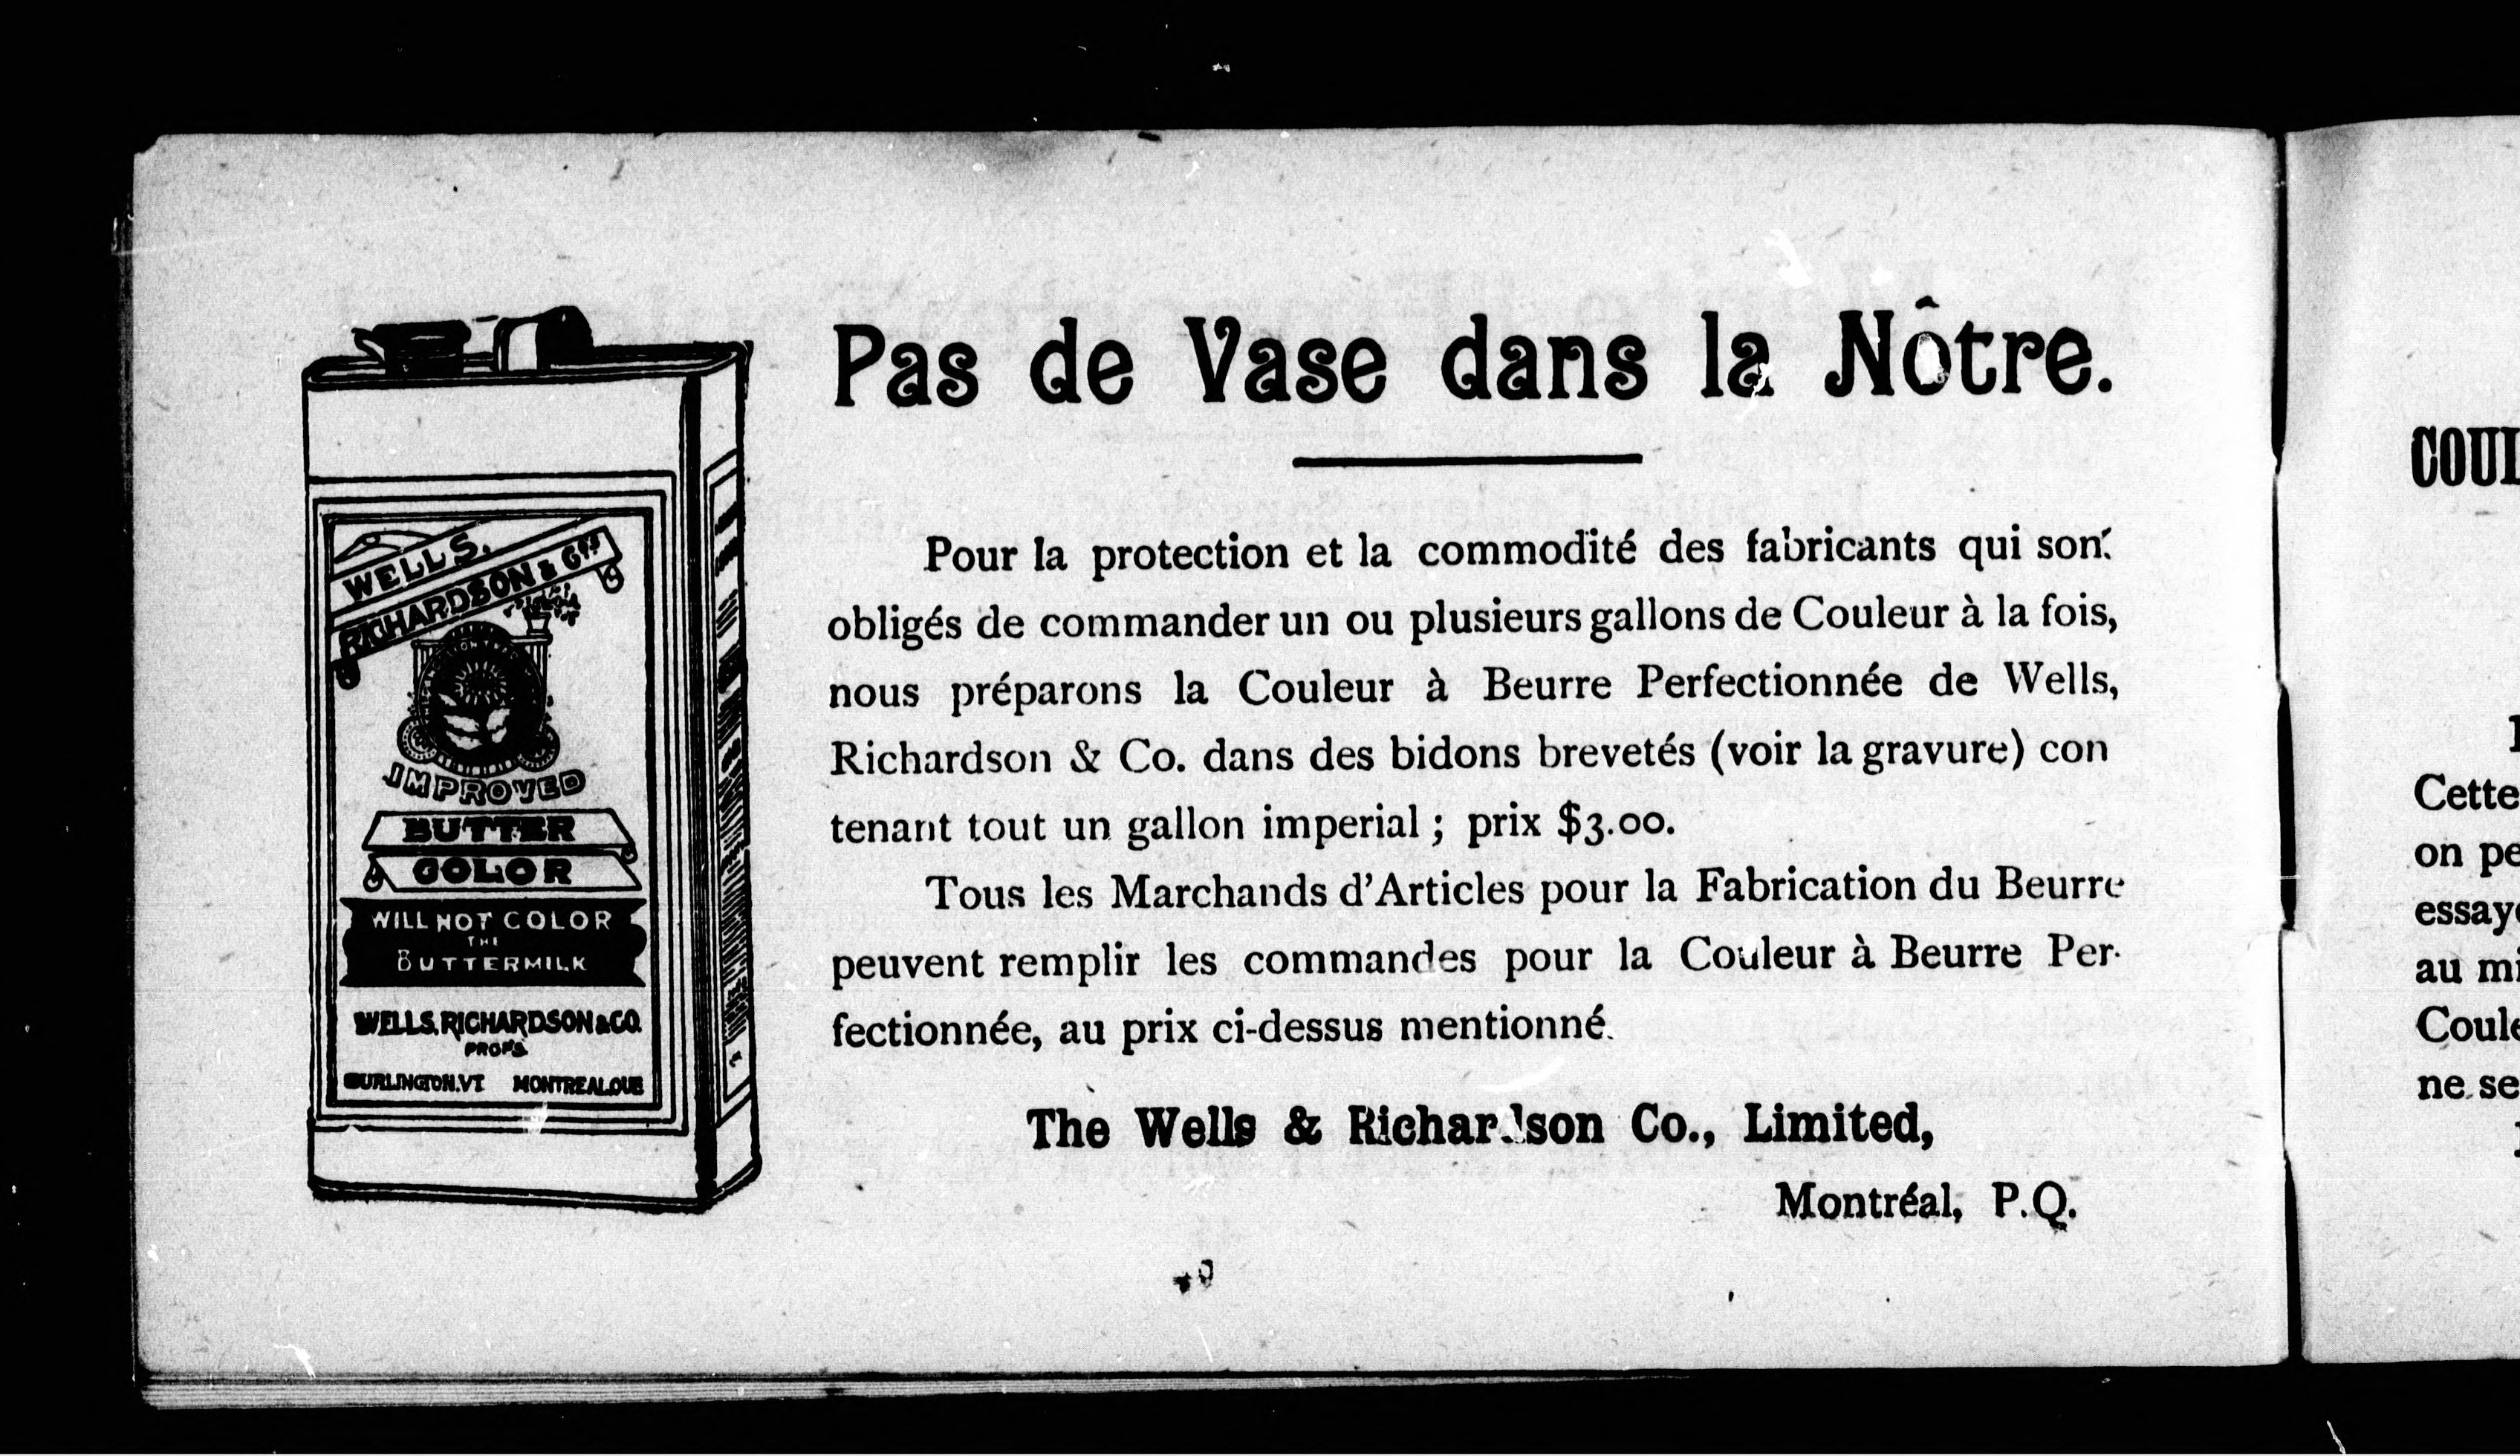 Pas de Vase dans la Nôtre.
Pour la protection et la commodité des fabricants qui sont
obligés de commander un ou plusieurs gallons de Couleur à la fois,
nous préparons la Couleur à Beurre Perfectionnée de Wells,
Richardson & Co. dans des bidons brevetés (voir la gravure) con
tenant tout un gallon imperial ; prix $3.00.
Tous les Marchands d'Articles pour la Fabrication du Beurre
peuvent remplir les commandes pour la Couleur à Beurre Per-
fectionnée, au prix ci-dessus mentionné.
The Wells & Richardson Co., Limited,
Montréal, P.Q.
WELLS,
RICHARDSON & Co's
IMPROVED
BUTTER
COLOR
WILL NOT COLOR
THE
BUTTERMILK
WELLS, RICHARDSON & CO.
PROP'S
BURLINGTON. VT MONTREAL. QUE
COUL
Cette
on pe
essay
au mi
Coule
ne se